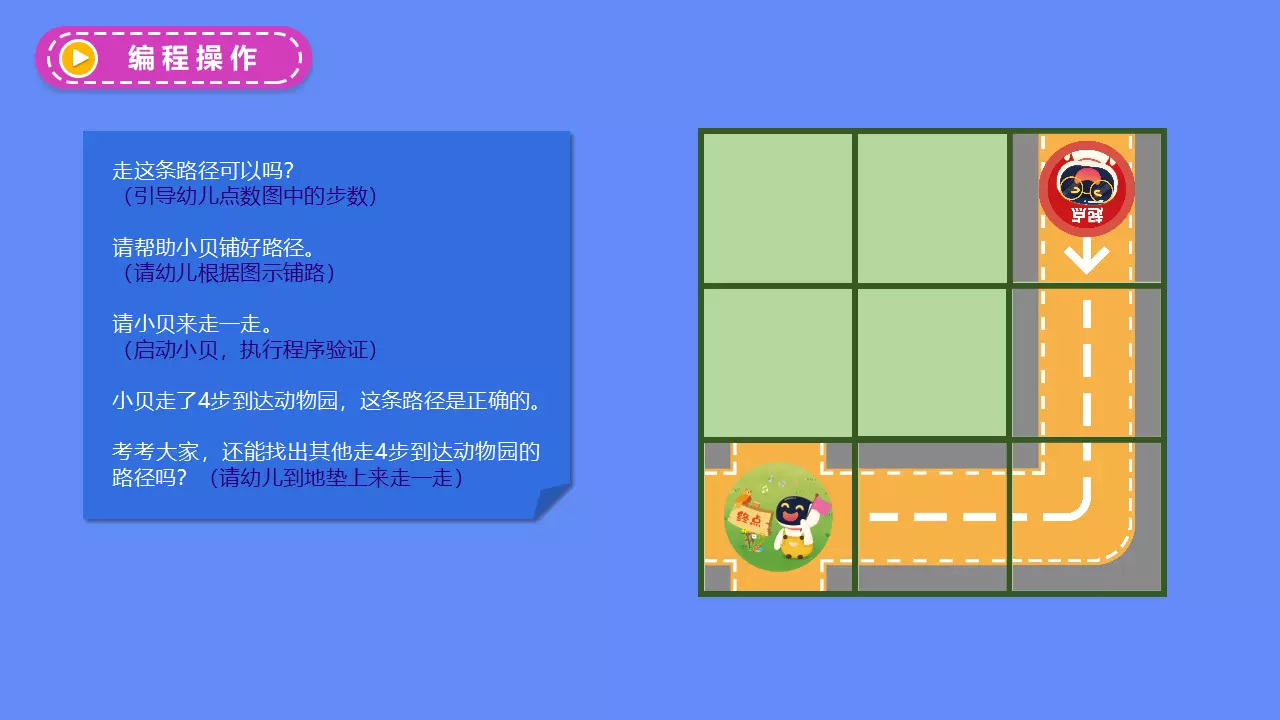 编程操作
走这条路径可以吗？
（引导幼儿点数图中的步数）
请帮助小贝铺好路径。
（请幼儿根据图示铺路）
请小贝来走一走。
（启动小贝，执行程序验证）
小贝走了4步到达动物园，这条路径是正确的。
考考大家，还能找出其他走4步到达动物园的
路径吗？（请幼儿到地垫上来走一走）
起点
终点